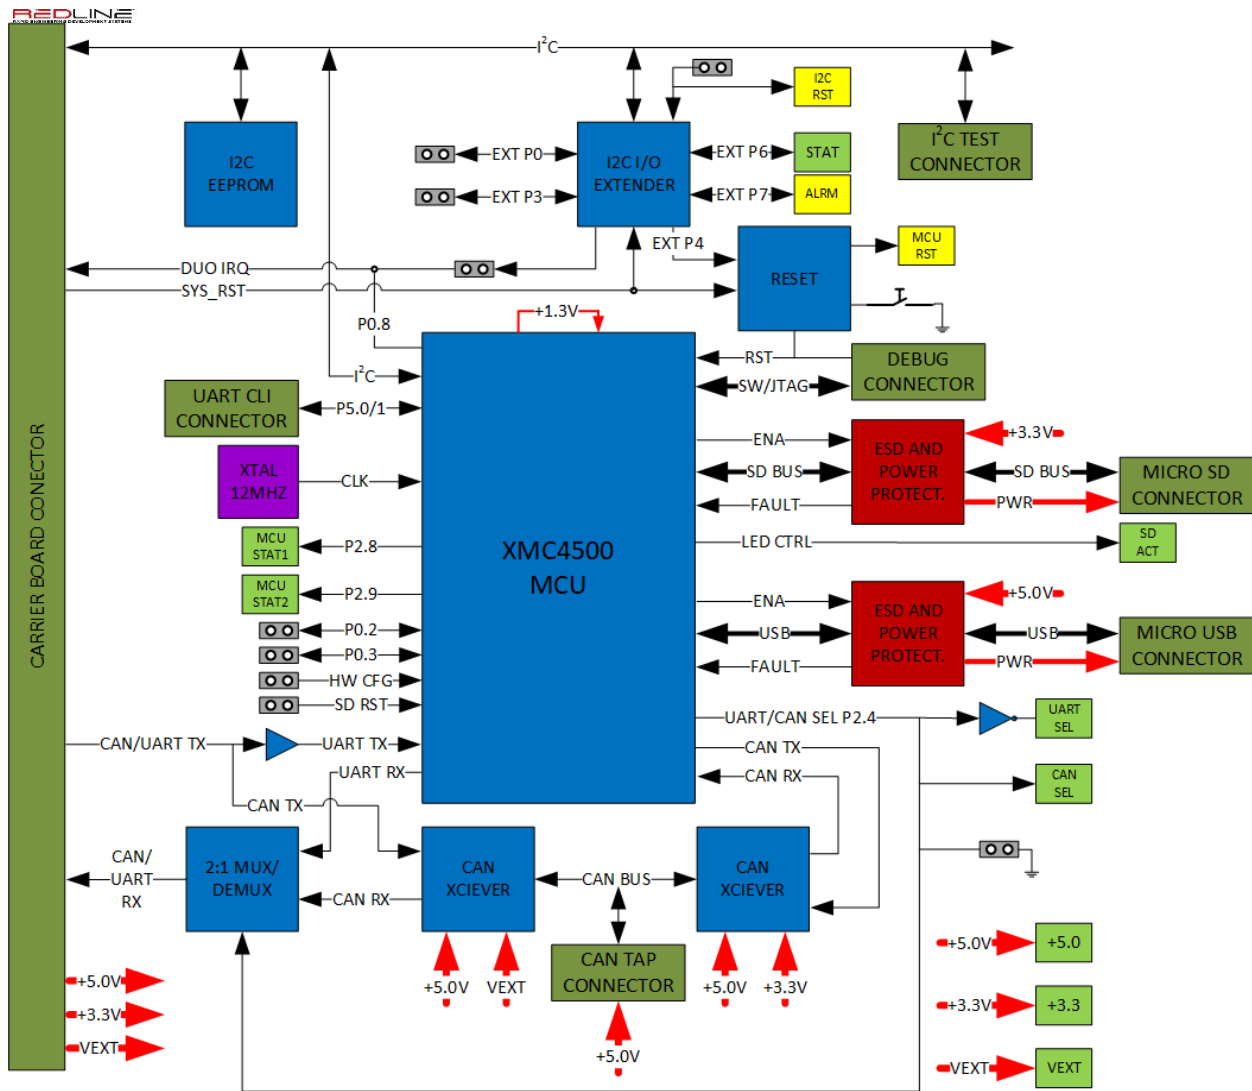 REDLINE
RAPID ENGINEERING DEVELOPMENT SYSTEMS
I²C
I2C
RST
I2C
EEPROM
EXT P0
EXT P3
I2C I/O
EXTENDER
EXT P6
STAT
EXT P7
ALRM
I²C TEST
CONNECTOR
EXT P4
MCU
RST
DUO IRQ
SYS_RST
RESET
+1.3V
P0.8
RST
DEBUG
CONNECTOR
I²C
SW/JTAG
UART CLI
CONNECTOR
P5.0/1
ENA
ESD AND
POWER
PROTECT.
+3.3V
XTAL
12MHZ
CLK
SD BUS
SD BUS
MICRO SD
CONNECTOR
FAULT
PWR
MCU
STAT1
P2.8
XMC4500
MCU
LED CTRL
SD
ACT
MCU
STAT2
P2.9
ENA
ESD AND
POWER
PROTECT.
+5.0V
P0.2
USB
USB
MICRO USB
CONNECTOR
P0.3
FAULT
PWR
HW CFG
SD RST
CARRIER BOARD CONECTOR
UART/CAN SEL P2.4
UART
SEL
CAN/UART TX
UART TX
CAN TX
UART RX
CAN RX
CAN
SEL
CAN TX
CAN/
UART
RX
2:1 MUX/
DEMUX
CAN RX
CAN
XCIEVER
CAN BUS
CAN
XCIEVER
CAN TAP
CONNECTOR
+5.0V
+5.0
+5.0V
+5.0V
VEXT
+5.0V
+3.3V
+3.3V
+3.3V
+3.3
VEXT
+5.0V
VEXT
VEXT